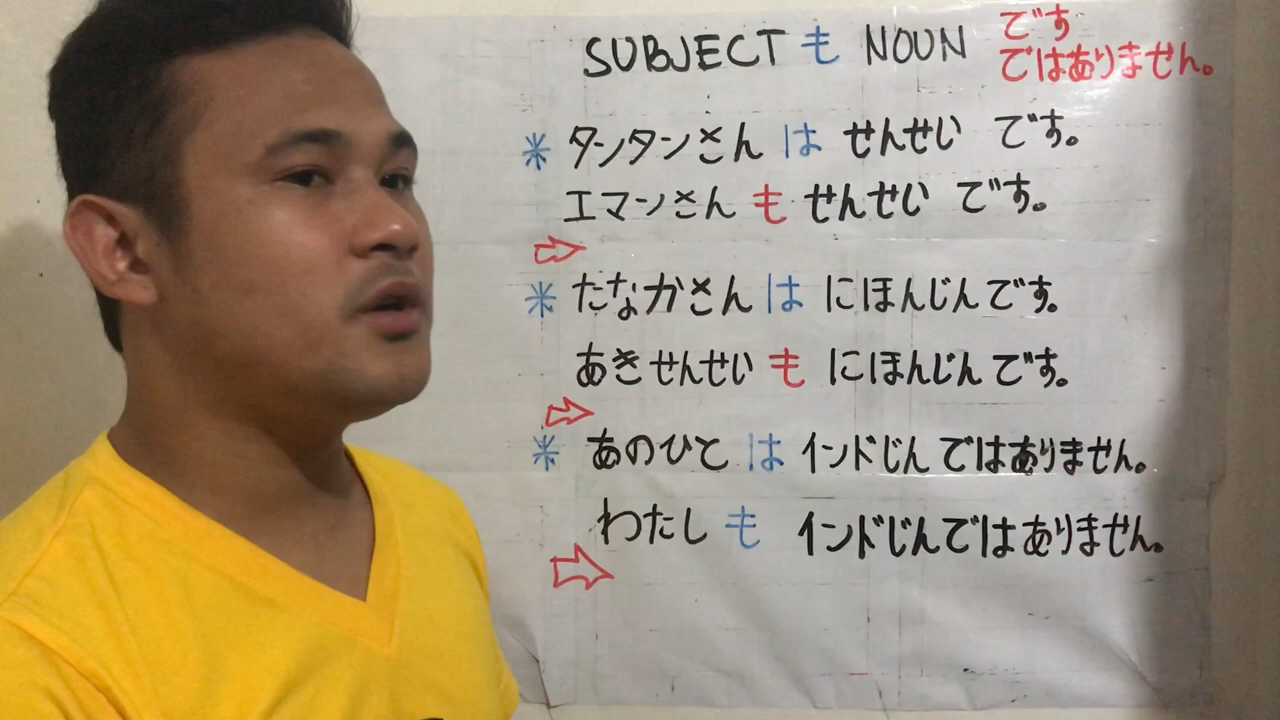 SUBJECT も NOUN です
ではありません。
* タンタンさん は せんせい です。
エマンさん も せんせい です。
⇨
* たなかさん は にほんじんです。
あきせんせい も にほんじんです。
⇨
* あのひと は インドじん ではありません。
わたし も インドじんではありません。
⇨